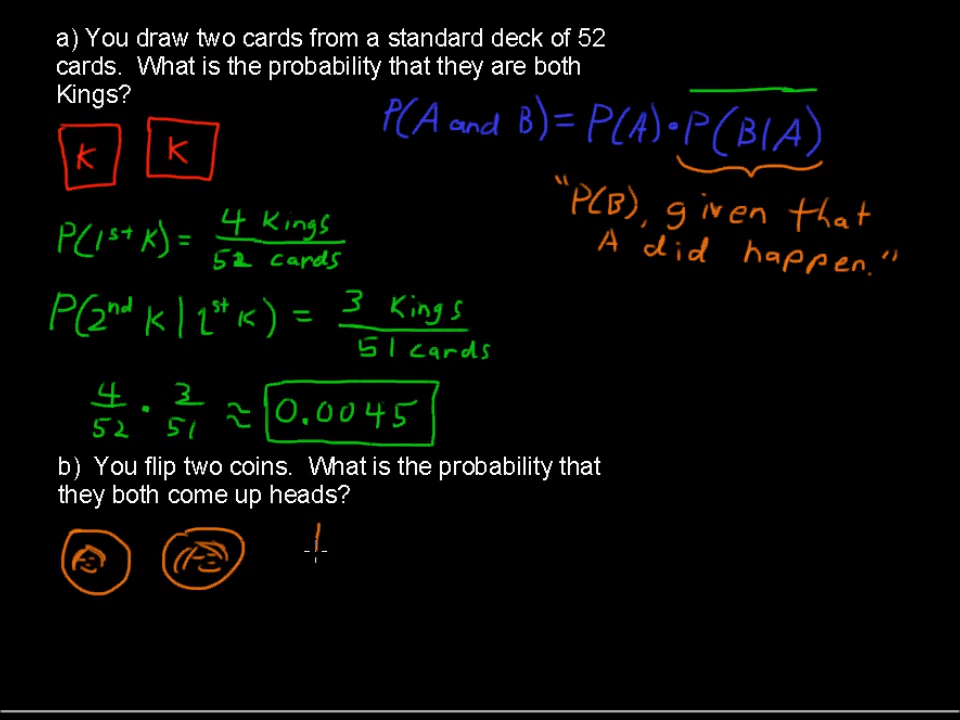 a) You draw two cards from a standard deck of 52
cards.  What is the probability that they are both
Kings?
P(A and B) = P(A) · P(B|A)
K K
"P(B), given that
A did happen."
P(1st K) = 4 Kings / 52 cards
P(2nd K | 1st K) = 3 Kings / 51 cards
4/52 · 3/51 ≈ 0.0045
b)  You flip two coins.  What is the probability that
they both come up heads?